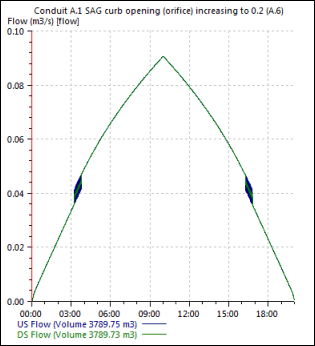 Conduit A.1 SAG curb opening (orifice) increasing to 0.2 (A.6)
Flow (m3/s) [flow]
0.10
0.08
0.06
0.04
0.02
0.00
00:00 03:00 06:00 09:00 12:00 15:00 18:00
US Flow (Volume 3789.75 m3)
DS Flow (Volume 3789.73 m3)